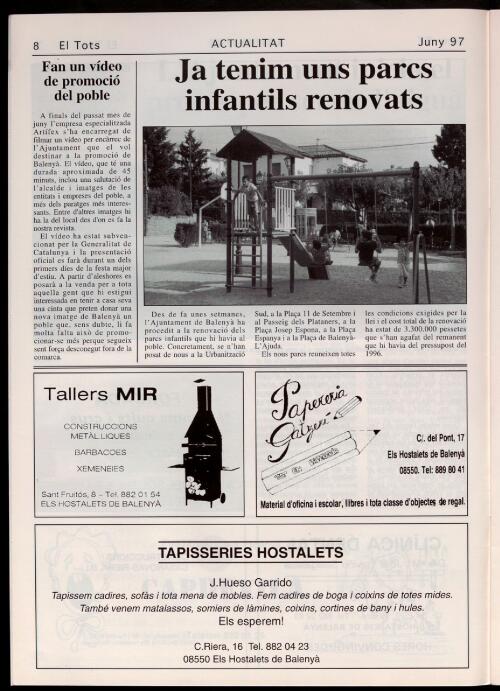 8 El Tots
ACTUALITAT
Juny 97
Fan un vídeo
de promoció
del poble
A finals del passat mes de
juny l'empresa especialitzada
Artifex s'ha encarregat de
filmar un vídeo per encàrrec de
l'Ajuntament que el vol
destinar a la promoció de
Balenyà. El vídeo, que té una
durada aproximada de 45
minuts, inclou una salutació de
l'alcalde i imatges de les
entitats i empreses del poble, a
més dels paratges més interes-
sants. Entre d'altres imatges hi
ha la del local des d'on es fa la
nostra revista.
El vídeo ha estat subven-
cionat per la Generalitat de
Catalunya i la presentació
oficial es farà durant un dels
primers dies de la festa major
d'estiu. A partir d'aleshores es
posarà a la venda per a tota
aquella gent que hi estigui
interessada en tenir a casa seva
una cinta que preten donar una
nova imatge de Balenyà un
poble que, sens dubte, li fa
molta falta això de promo-
cionar-se més perque segueix
sent força desconegut fora de la
comarca.
Ja tenim uns parcs
infantils renovats
Des de fa unes setmanes,
l'Ajuntament de Balenyà ha
procedit a la renovació dels
parcs infantils que hi havia al
poble. Concretament, se n'han
posat de nous a la Urbanització
Sud, a la Plaça 11 de Setembre i
al Passeig dels Plataners, a la
Plaça Josep Espona, a la Plaça
Espanya i a la Plaça de Balenyà-
L'Ajuda.
Els nous parcs reuneixen totes
les condicions exigides per la
llei i el cost total de la renovació
ha estat de 3.300.000 pessetes
que s'han agafat del remanent
que hi havia del pressupost del
1996.
Tallers MIR
CONSTRUCCIONS
METÀL·LIQUES
BARBACOES
XEMENEIES
Sant Fruitós, 8 - Tel. 882 01 54
ELS HOSTALETS DE BALENYÀ
Papereria
C/. del Pont, 17
Els Hostalets de Balenyà
08550. Tel: 889 80 41
Material d'oficina i escolar, llibres i tota classe d'objectes de regal.
TAPISSERIES HOSTALETS
J.Hueso Garrido
Tapissem cadires, sofàs i tota mena de mobles. Fem cadires de boga i coixins de totes mides.
També venem matalassos, somiers de làmines, coixins, cortines de bany i hules.
Els esperem!
C.Riera, 16 Tel. 882 04 23
08550 Els Hostalets de Balenyà